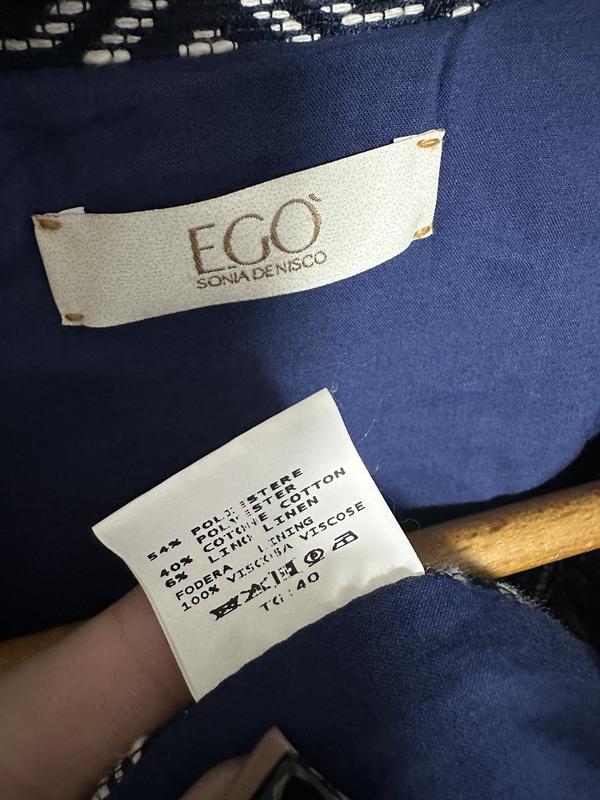 EGO`
SONIA DE NISCO
54% POLIESTERE
POLYESTER
40% COTONE COTTON
6% LINO LINEN
FODERA LINING
100% VISCOSA VISCOSE
TG:40